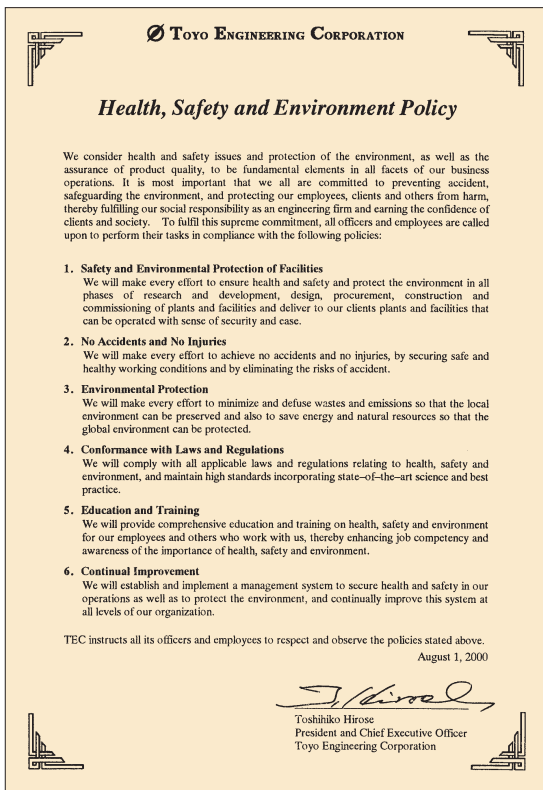 TOYO ENGINEERING CORPORATION
Health, Safety and Environment Policy
We consider health and safety issues and protection of the environment, as well as the
assurance of product quality, to be fundamental elements in all facets of our business
operations. It is most important that we all are committed to preventing accident,
safeguarding the environment, and protecting our employees, clients and others from harm,
thereby fulfilling our social responsibility as an engineering firm and earning the confidence of
clients and society. To fulfil this supreme commitment, all officers and employees are called
upon to perform their tasks in compliance with the following policies:
1. Safety and Environmental Protection of Facilities
We will make every effort to ensure health and safety and protect the environment in all
phases of research and development, design, procurement, construction and
commissioning of plants and facilities and deliver to our clients plants and facilities that
can be operated with sense of security and ease.
2. No Accidents and No Injuries
We will make every effort to achieve no accidents and no injuries, by securing safe and
healthy working conditions and by eliminating the risks of accident.
3. Environmental Protection
We will make every effort to minimize and defuse wastes and emissions so that the local
environment can be preserved and also to save energy and natural resources so that the
global environment can be protected.
4. Conformance with Laws and Regulations
We will comply with all applicable laws and regulations relating to health, safety and
environment, and maintain high standards incorporating state–of–the–art science and best
practice.
5. Education and Training
We will provide comprehensive education and training on health, safety and environment
for our employees and others who work with us, thereby enhancing job competency and
awareness of the importance of health, safety and environment.
6. Continual Improvement
We will establish and implement a management system to secure health and safety in our
operations as well as to protect the environment, and continually improve this system at
all levels of our organization.
TEC instructs all its officers and employees to respect and observe the policies stated above.
August 1, 2000
T. Hirose
Toshihiko Hirose
President and Chief Executive Officer
Toyo Engineering Corporation